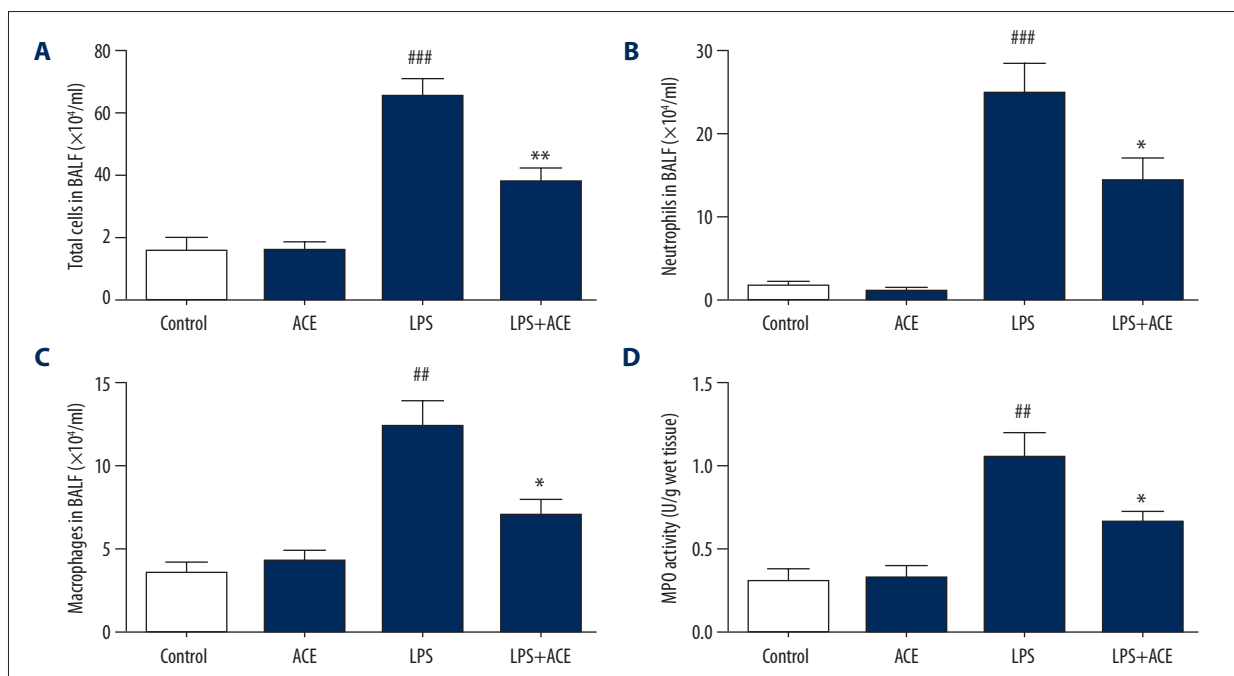 A
Total cells in BALF (×10⁴/ml)
80
60
40
2
0
###
**
Control ACE LPS LPS+ACE
B
Neutrophils in BALF (×10⁴/ml)
30
20
10
0
###
*
Control ACE LPS LPS+ACE
C
Macrophages in BALF (×10⁴/ml)
15
10
5
0
##
*
Control ACE LPS LPS+ACE
D
MPO activity (U/g wet tissue)
1.5
1.0
0.5
0.0
##
*
Control ACE LPS LPS+ACE